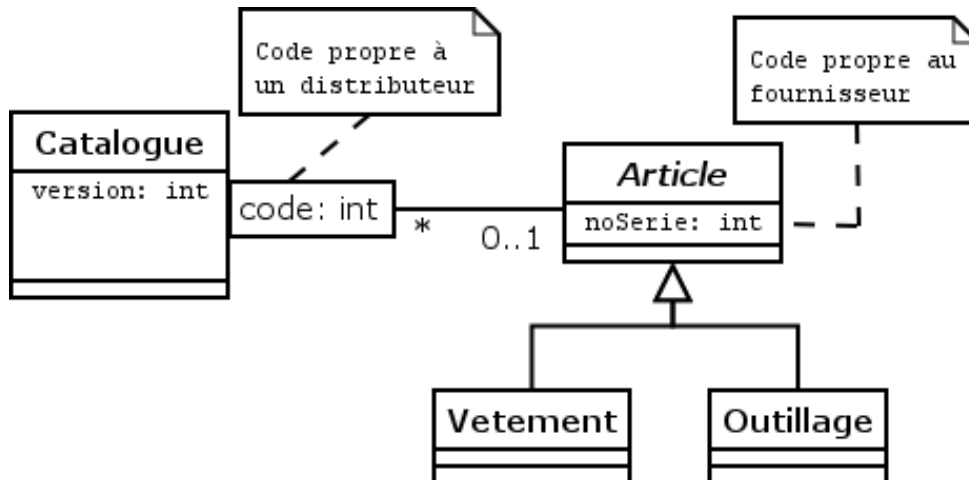 Code propre à
un distributeur
Code propre au
fournisseur
Catalogue
version: int
code: int
*
0..1
Article
noSerie: int
Vetement
Outillage